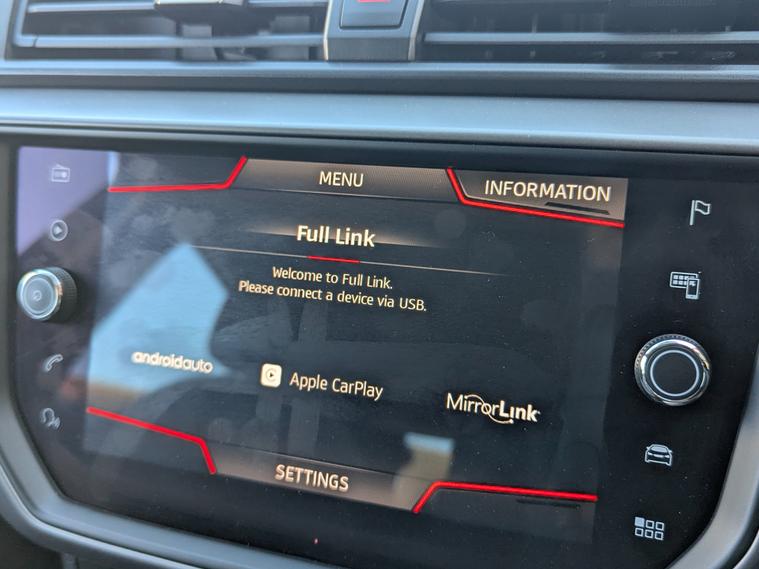 MENU
INFORMATION
Full Link
Welcome to Full Link.
Please connect a device via USB.
androidauto
Apple CarPlay
MirrorLink
SETTINGS